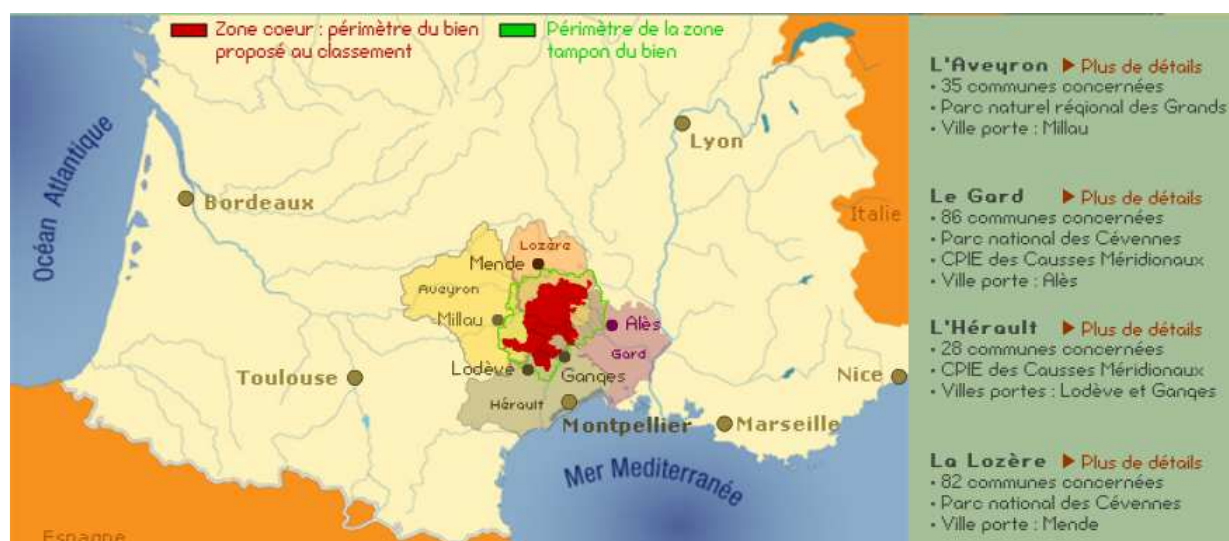 Zone coeur : périmètre du bien
proposé au classement
Périmètre de la zone
tampon du bien
Océan Atlantique
Lyon
Bordeaux
Italie
Lozère
Mende
Aveyron
Millau
Alès
Gard
Lodève
Ganges
Toulouse
Nice
Hérault
Montpellier
Marseille
Mer Mediterranée
Espagne
L'Aveyron ▶ Plus de détails
• 35 communes concernées
• Parc naturel régional des Grands
• Ville porte : Millau
Le Gard ▶ Plus de détails
• 86 communes concernées
• Parc national des Cévennes
• CPIE des Causses Méridionaux
• Ville porte : Alès
L'Hérault ▶ Plus de détails
• 28 communes concernées
• CPIE des Causses Méridionaux
• Villes portes : Lodève et Ganges
La Lozère ▶ Plus de détails
• 82 communes concernées
• Parc national des Cévennes
• Ville porte : Mende